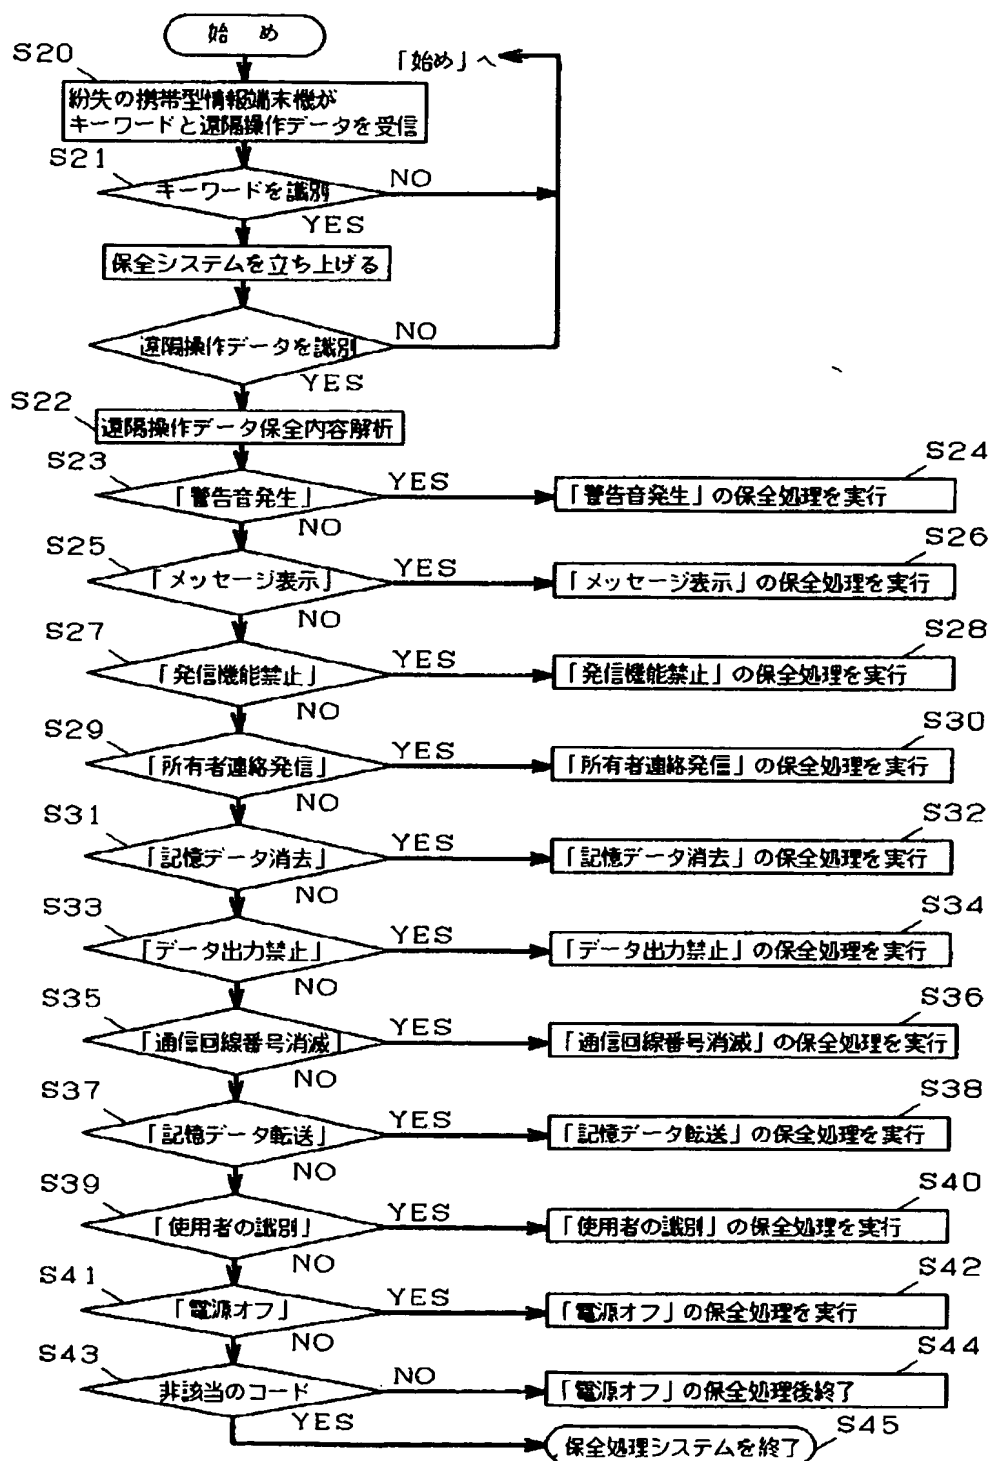 始 め
S20
「始め」へ
紛失の携帯型情報端末機が
キーワードと遠隔操作データを受信
S21
キーワードを識別
NO
YES
保全システムを立ち上げる
遠隔操作データを識別
NO
YES
S22
遠隔操作データ保全内容解析
S23
「警告音発生」
YES
S24
「警告音発生」の保全処理を実行
NO
S25
「メッセージ表示」
YES
S26
「メッセージ表示」の保全処理を実行
NO
S27
「発信機能禁止」
YES
S28
「発信機能禁止」の保全処理を実行
NO
S29
「所有者連絡発信」
YES
S30
「所有者連絡発信」の保全処理を実行
NO
S31
「記憶データ消去」
YES
S32
「記憶データ消去」の保全処理を実行
NO
S33
「データ出力禁止」
YES
S34
「データ出力禁止」の保全処理を実行
NO
S35
「通信回線番号消滅」
YES
S36
「通信回線番号消滅」の保全処理を実行
NO
S37
「記憶データ転送」
YES
S38
「記憶データ転送」の保全処理を実行
NO
S39
「使用者の識別」
YES
S40
「使用者の識別」の保全処理を実行
NO
S41
「電源オフ」
YES
S42
「電源オフ」の保全処理を実行
NO
S43
非該当のコード
NO
S44
「電源オフ」の保全処理後終了
YES
保全処理システムを終了
S45